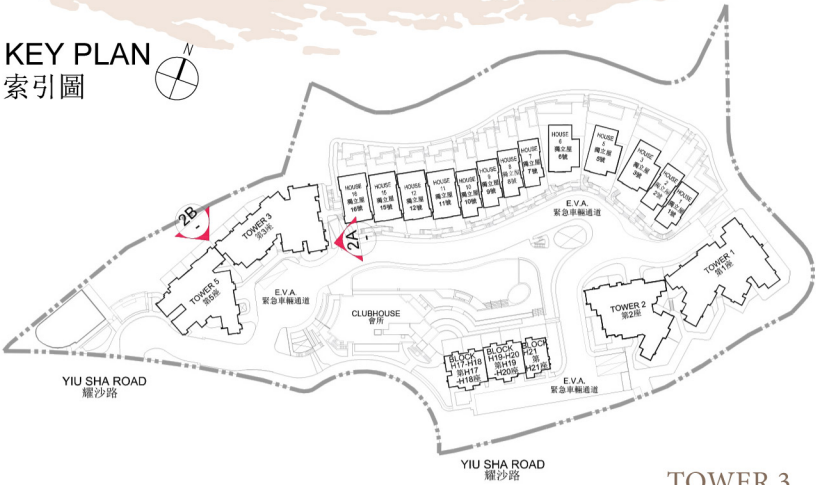 KEY PLAN
索引圖
N
HOUSE
16
獨立屋
16號
HOUSE
15
獨立屋
15號
HOUSE
12
獨立屋
12號
HOUSE
11
獨立屋
11號
HOUSE
10
獨立屋
10號
HOUSE
9
獨立屋
9號
HOUSE
8
獨立屋
8號
HOUSE
7
獨立屋
7號
HOUSE
6
獨立屋
6號
HOUSE
5
獨立屋
5號
HOUSE
3
獨立屋
3號
HOUSE
2
獨立屋
2號
HOUSE
1
獨立屋
1號
E.V.A.
緊急車輛通道
2B
-
TOWER 3
第3座
2A
-
TOWER 5
第5座
E.V.A.
緊急車輛通道
CLUBHOUSE
會所
TOWER 1
第1座
TOWER 2
第2座
BLOCK
H17-H18
第H17
-H18座
BLOCK
H19-H20
第H19
-H20座
BLOCK
H21
第
H21座
E.V.A.
緊急車輛通道
YIU SHA ROAD
耀沙路
YIU SHA ROAD
耀沙路
TOWER 3